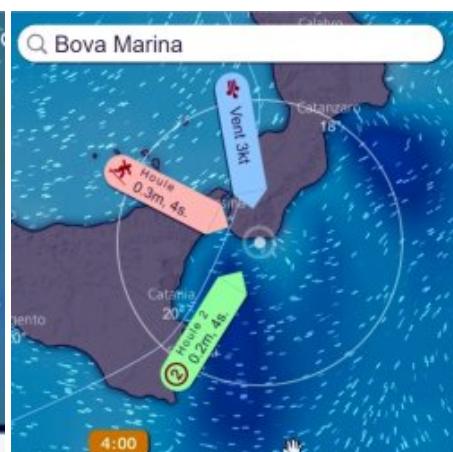 Bova Marina
Catanzaro
18°
Vent 3kt
Houle
0.3m, 4s.
Catania
20°
Houle 2
0.2m, 4s.
2
4:00